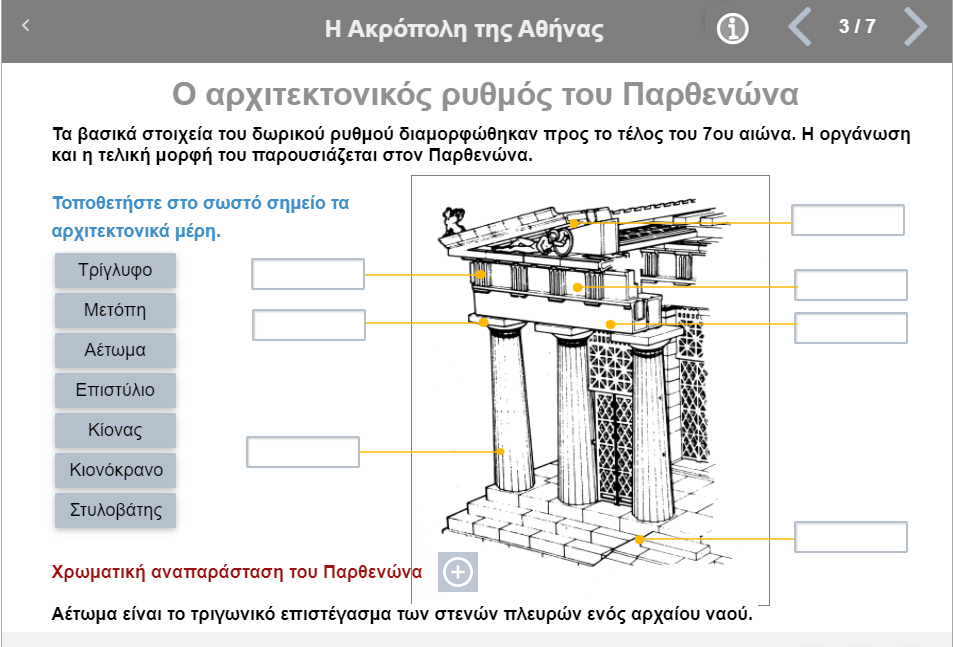 Η Ακρόπολη της Αθήνας
3 / 7
Ο αρχιτεκτονικός ρυθμός του Παρθενώνα
Τα βασικά στοιχεία του δωρικού ρυθμού διαμορφώθηκαν προς το τέλος του 7ου αιώνα. Η οργάνωση
και η τελική μορφή του παρουσιάζεται στον Παρθενώνα.
Τοποθετήστε στο σωστό σημείο τα
αρχιτεκτονικά μέρη.
Τρίγλυφο
Μετόπη
Αέτωμα
Επιστύλιο
Κίονας
Κιονόκρανο
Στυλοβάτης
Χρωματική αναπαράσταση του Παρθενώνα
Αέτωμα είναι το τριγωνικό επιστέγασμα των στενών πλευρών ενός αρχαίου ναού.